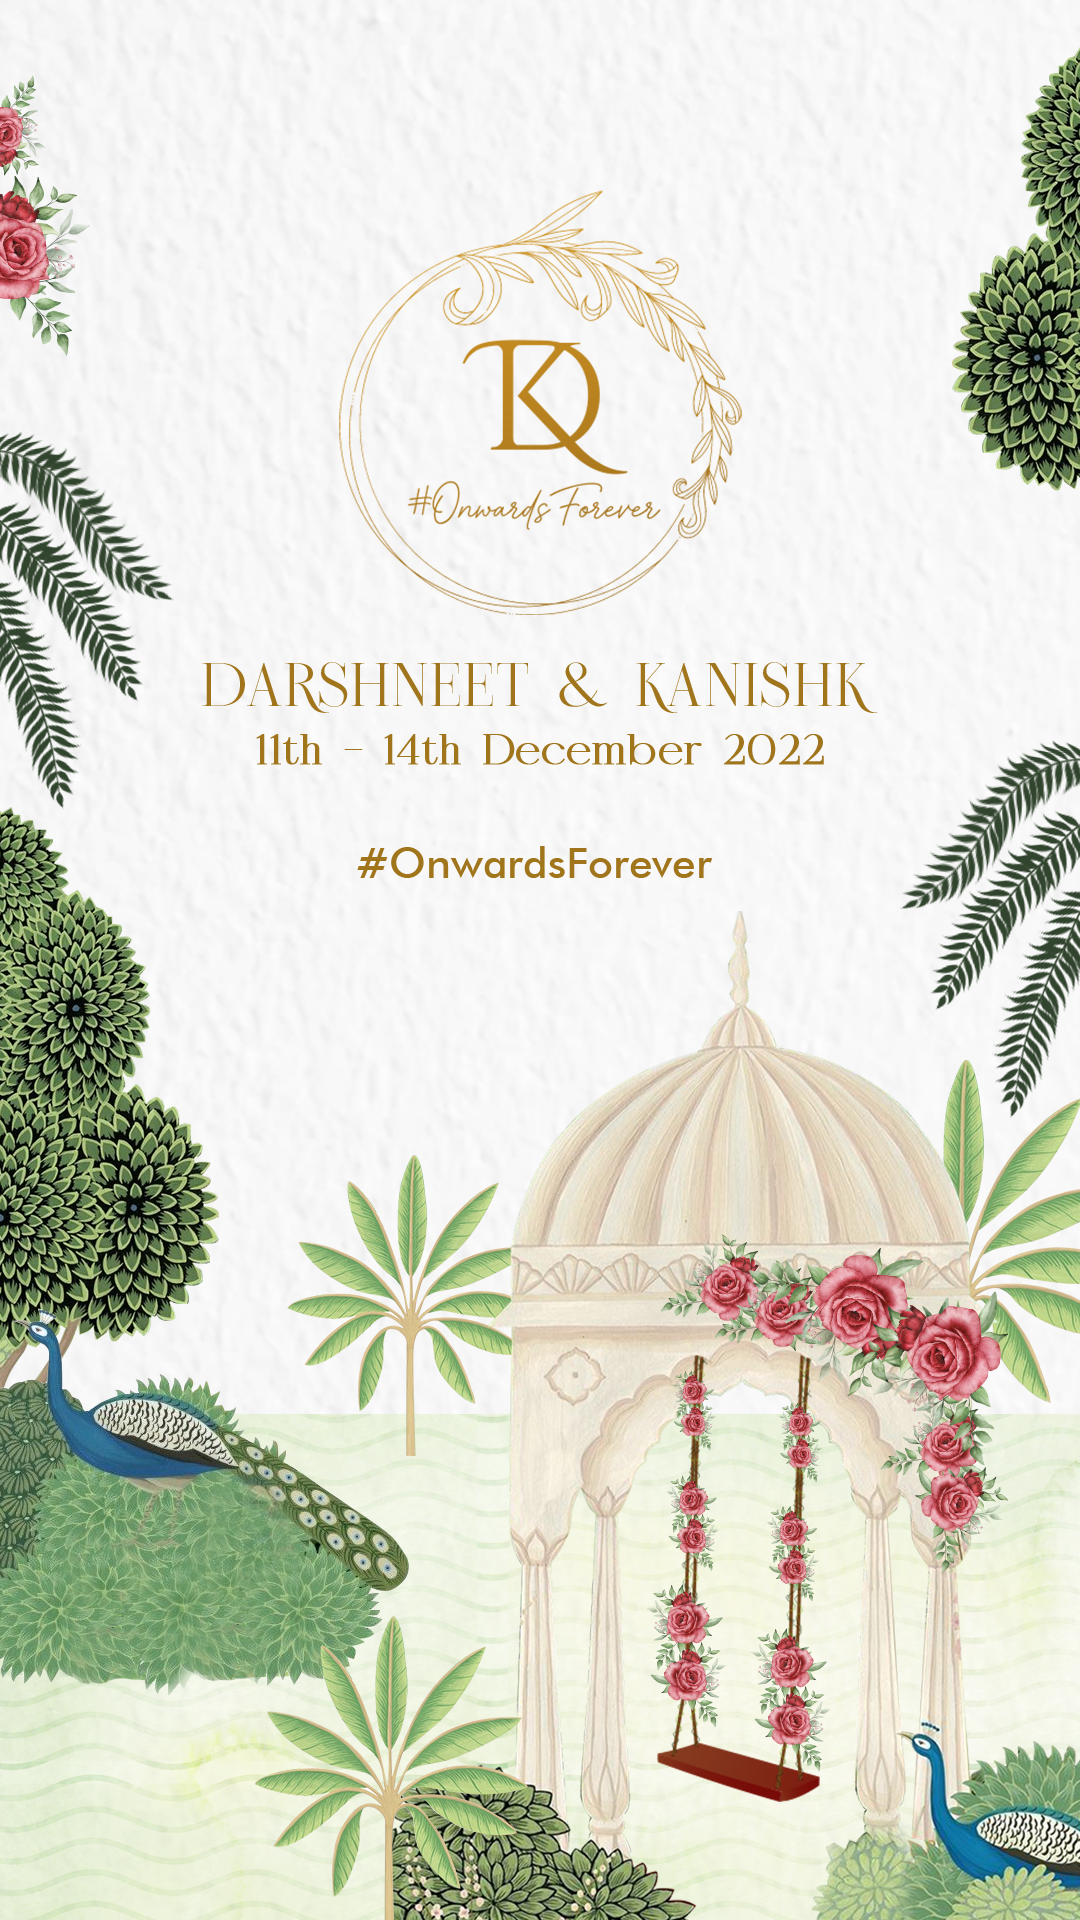 DK
#Onwards Forever
DARSHNEET & KANISHK
11th - 14th December 2022
#OnwardsForever